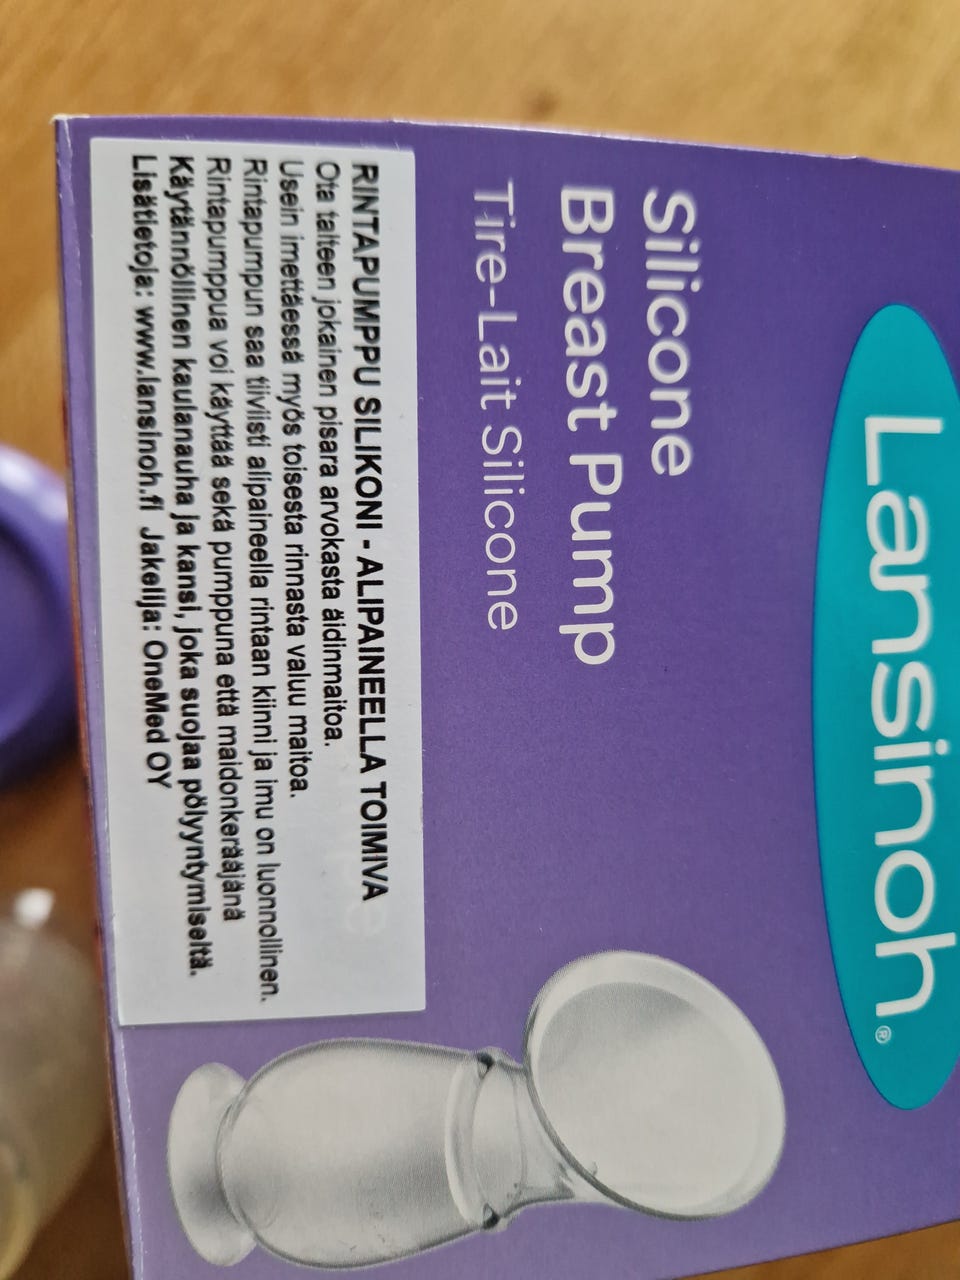 Lansinoh®
Silicone
Breast Pump
Tire-Lait Silicone
RINTAPUMPPU SILIKONI - ALIPAINEELLA TOIMIVA
Ota talteen jokainen pisara arvokasta äidinmaitoa.
Usein imettäessä myös toisesta rinnasta valuu maitoa.
Rintapumpun saa tiiviisti alipaineella rintaan kiinni ja imu on luonnollinen.
Rintapumppua voi käyttää sekä pumppuna että maidonkerääjänä
Käytännöllinen kaulanauha ja kansi, joka suojaa pölyyntymiseltä.
Lisätietoja: www.lansinoh.fi Jakelija: OneMed OY